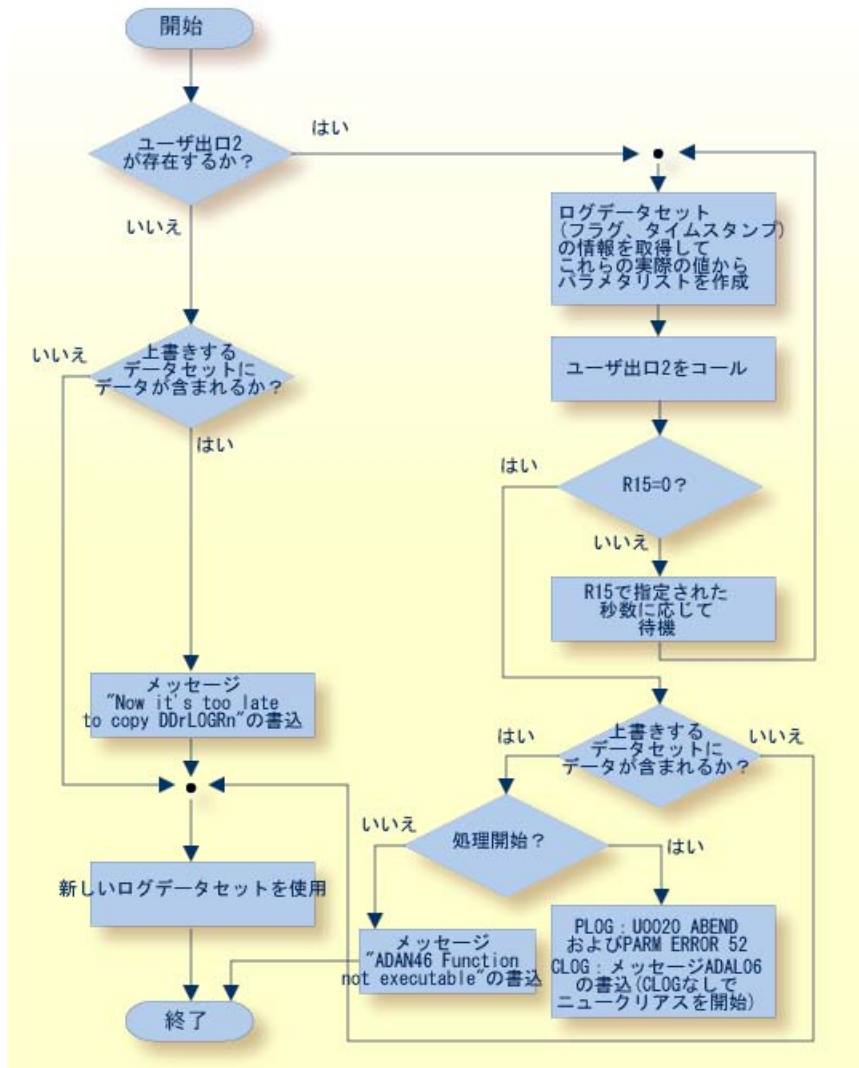 開始
ユーザ出口2
が存在するか？
はい
いいえ
ログデータセット
(フラグ、タイムスタンプ)
の情報を取得して
これらの実際の値から
パラメタリストを作成
ユーザ出口2をコール
いいえ
上書きする
データセットに
データが含まれるか？
はい
はい
R15=0？
いいえ
R15で指定された
秒数に応じて
待機
メッセージ
"Now it's too late
to copy DDrLOGRn"の書込
はい
上書きする
データセットに
データが含まれるか？
いいえ
いいえ
処理開始？
はい
新しいログデータセットを使用
メッセージ
"ADAN46 Function
not executable"の書込
PLOG：U0020 ABEND
およびPARM ERROR 52
CLOG：メッセージADAL06
の書込(CLOGなしで
ニュークリアスを開始)
終了